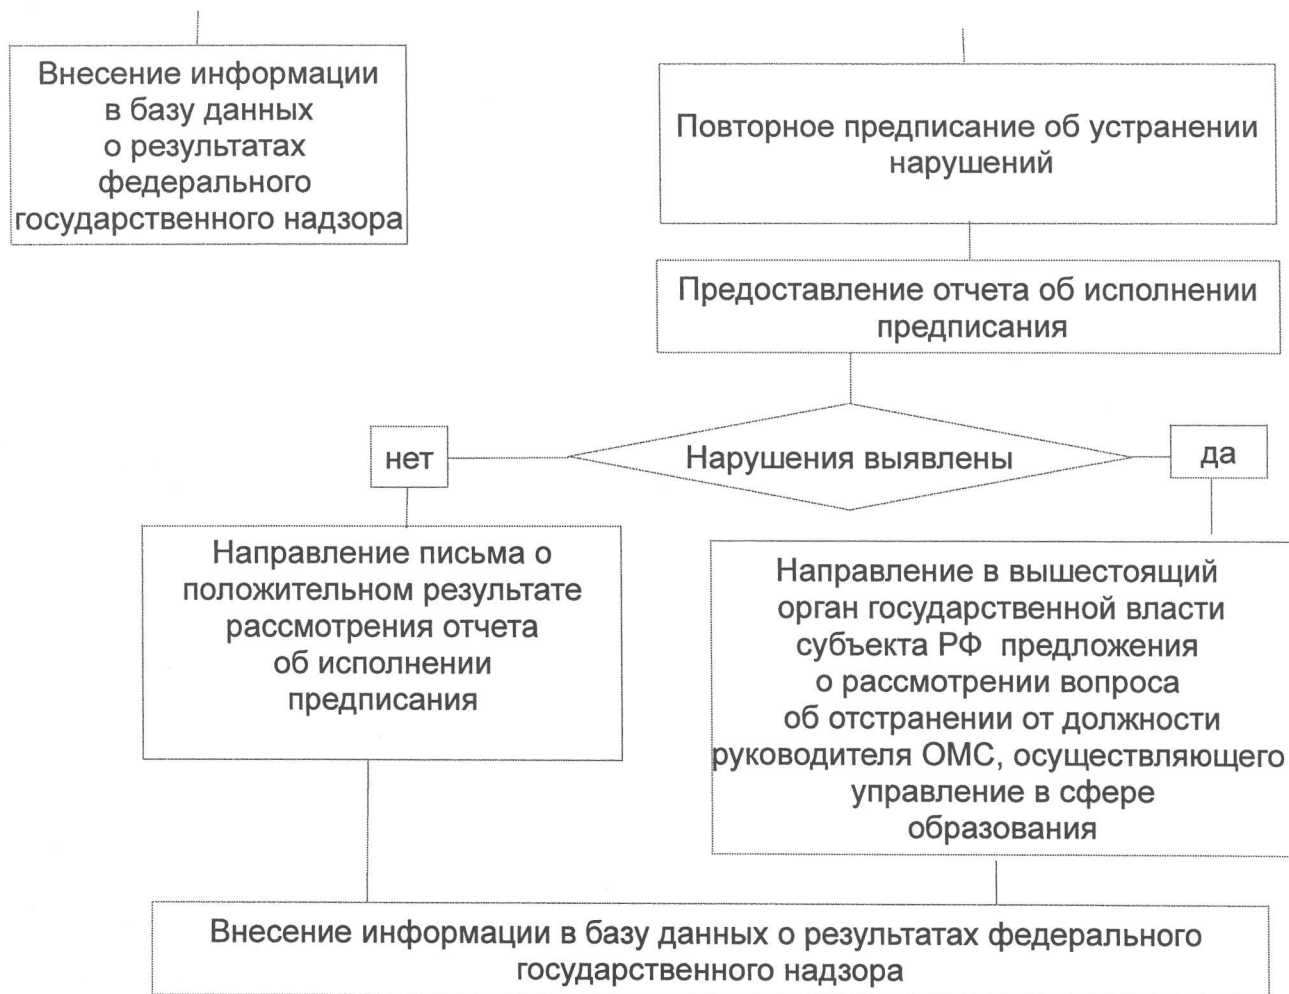 Внесение информации
в базу данных
о результатах
федерального
государственного надзора
Повторное предписание об устранении
нарушений
Предоставление отчета об исполнении
предписания
нет
Нарушения выявлены
да
Направление письма о
положительном результате
рассмотрения отчета
об исполнении
предписания
Направление в вышестоящий
орган государственной власти
субъекта РФ предложения
о рассмотрении вопроса
об отстранении от должности
руководителя ОМС, осуществляющего
управление в сфере
образования
Внесение информации в базу данных о результатах федерального
государственного надзора